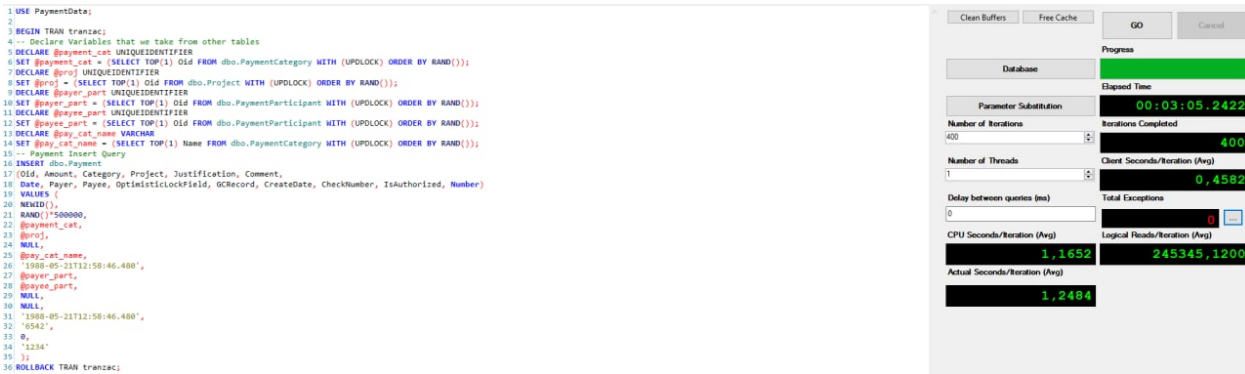 1 USE PaymentData;
2
3 BEGIN TRAN tranzac;
4 -- Declare Variables that we take from other tables
5 DECLARE @payment_cat UNIQUEIDENTIFIER
6 SET @payment_cat = (SELECT TOP(1) Oid FROM dbo.PaymentCategory WITH (UPDLOCK) ORDER BY RAND());
7 DECLARE @proj UNIQUEIDENTIFIER
8 SET @proj = (SELECT TOP(1) Oid FROM dbo.Project WITH (UPDLOCK) ORDER BY RAND());
9 DECLARE @payer_part UNIQUEIDENTIFIER
10 SET @payer_part = (SELECT TOP(1) Oid FROM dbo.PaymentParticipant WITH (UPDLOCK) ORDER BY RAND());
11 DECLARE @payee_part UNIQUEIDENTIFIER
12 SET @payee_part = (SELECT TOP(1) Oid FROM dbo.PaymentParticipant WITH (UPDLOCK) ORDER BY RAND());
13 DECLARE @pay_cat_name VARCHAR
14 SET @pay_cat_name = (SELECT TOP(1) Name FROM dbo.PaymentCategory WITH (UPDLOCK) ORDER BY RAND());
15 -- Payment Insert Query
16 INSERT dbo.Payment
17 (Oid, Amount, Category, Project, Justification, Comment,
18 Date, Payer, Payee, OptimisticLockField, GCRecord, CreateDate, CheckNumber, IsAuthorized, Number)
19 VALUES (
20 NEWID(),
21 RAND()*500000,
22 @payment_cat,
23 @proj,
24 NULL,
25 @pay_cat_name,
26 '1988-05-21T12:58:46.480',
27 @payer_part,
28 @payee_part,
29 NULL,
30 NULL,
31 '1988-05-21T12:58:46.480',
32 '6542',
33 0,
34 '1234'
35 );
36 ROLLBACK TRAN tranzac;
Clean Buffers Free Cache
GO Cancel
Progress
Database
Elapsed Time
00:03:05.2422
Parameter Substitution
Number of Iterations Iterations Completed
400 400
Number of Threads Client Seconds/Iteration (Avg)
1 0,4582
Delay between queries (ms) Total Exceptions
0 0 ...
CPU Seconds/Iteration (Avg) Logical Reads/Iteration (Avg)
1,1652 245345,1200
Actual Seconds/Iteration (Avg)
1,2484